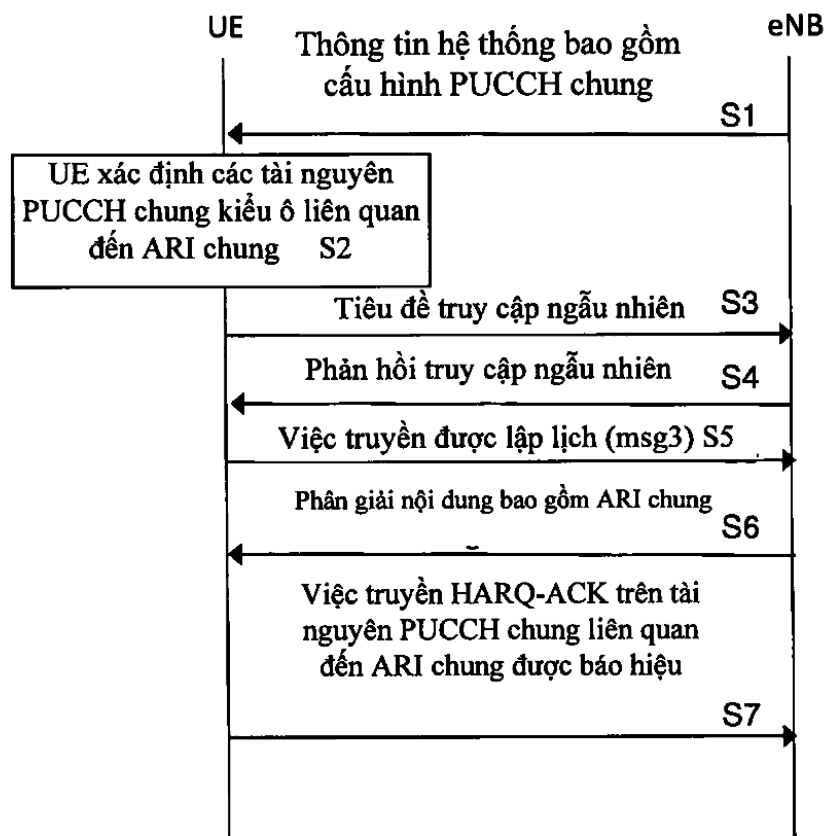 UE
eNB
Thông tin hệ thống bao gồm
cấu hình PUCCH chung
S1
UE xác định các tài nguyên
PUCCH chung kiểu ô liên quan
đến ARI chung S2
Tiêu đề truy cập ngẫu nhiên S3
Phản hồi truy cập ngẫu nhiên S4
Việc truyền được lập lịch (msg3) S5
Phân giải nội dung bao gồm ARI chung
S6
Việc truyền HARQ-ACK trên tài
nguyên PUCCH chung liên quan
đến ARI chung được báo hiệu
S7